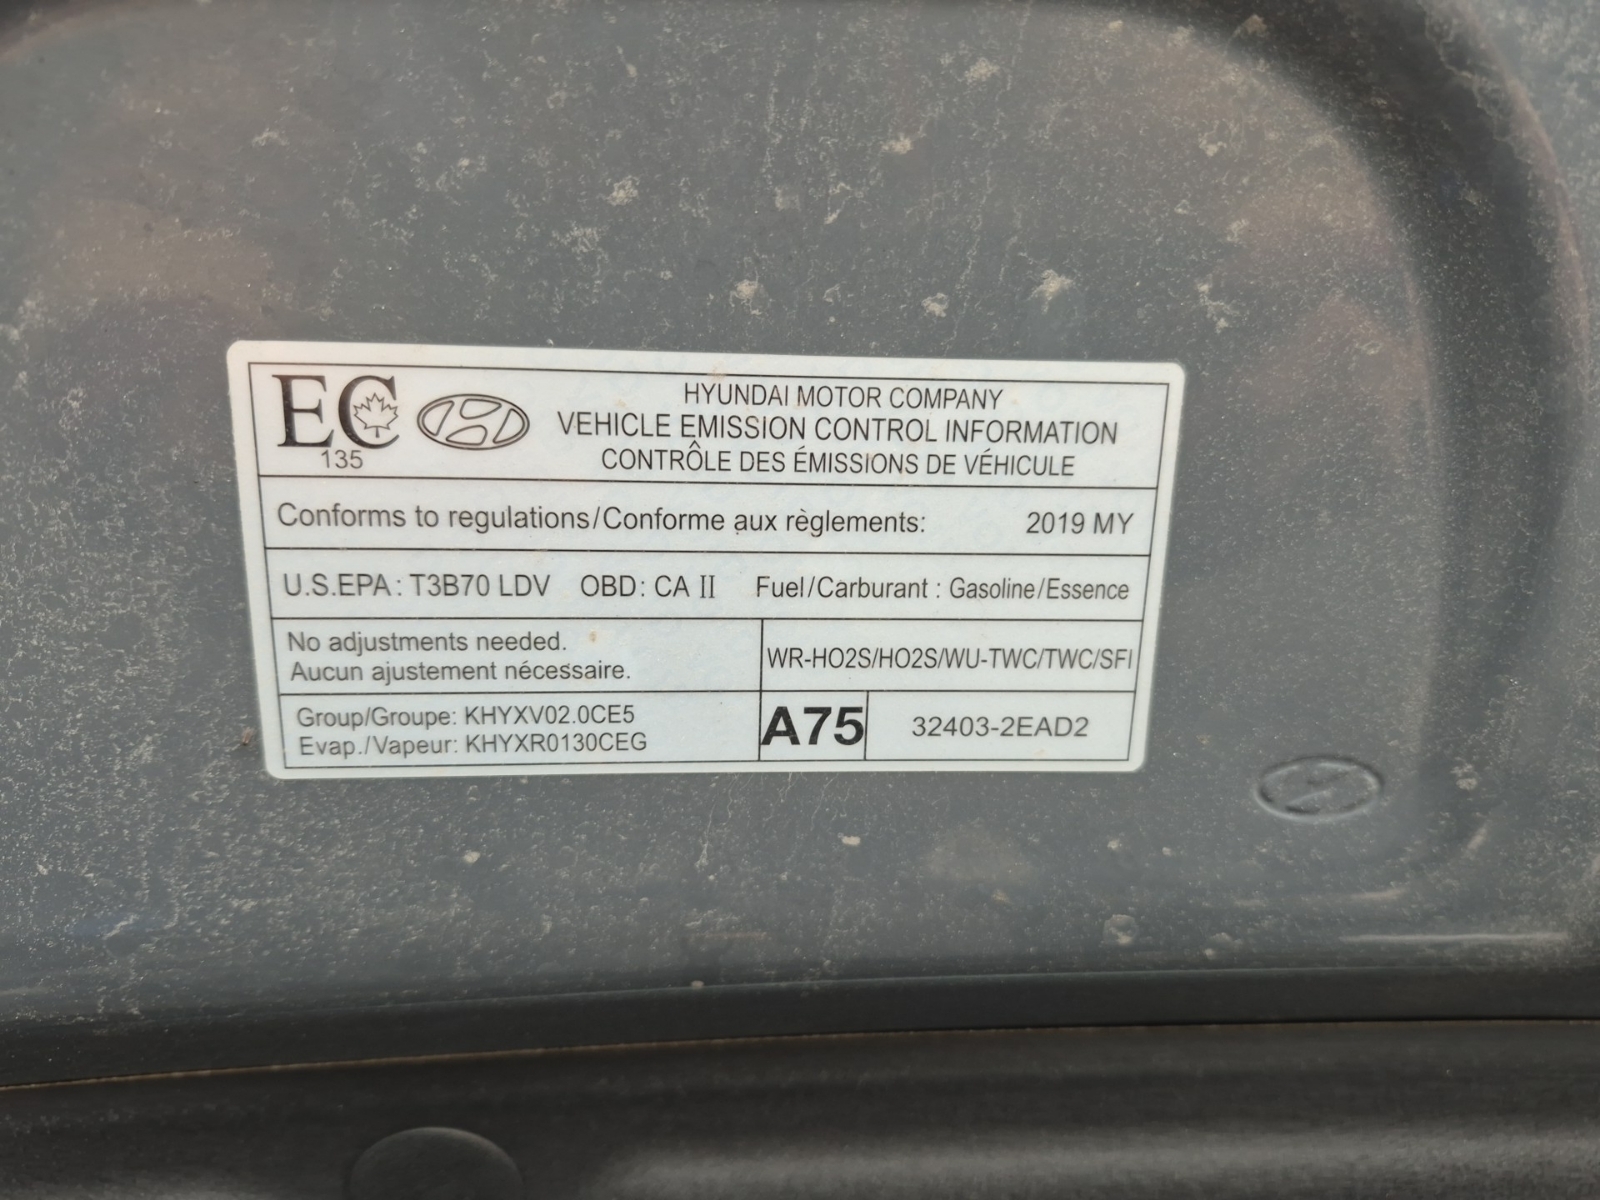 EC
135
HYUNDAI MOTOR COMPANY
VEHICLE EMISSION CONTROL INFORMATION
CONTRÔLE DES ÉMISSIONS DE VÉHICULE
Conforms to regulations/Conforme aux règlements: 2019 MY
U.S.EPA : T3B70 LDV OBD: CA II Fuel/Carburant : Gasoline/Essence
No adjustments needed.
Aucun ajustement nécessaire.
WR-HO2S/HO2S/WU-TWC/TWC/SFI
Group/Groupe: KHYXV02.0CE5
Evap./Vapeur: KHYXR0130CEG
A75
32403-2EAD2